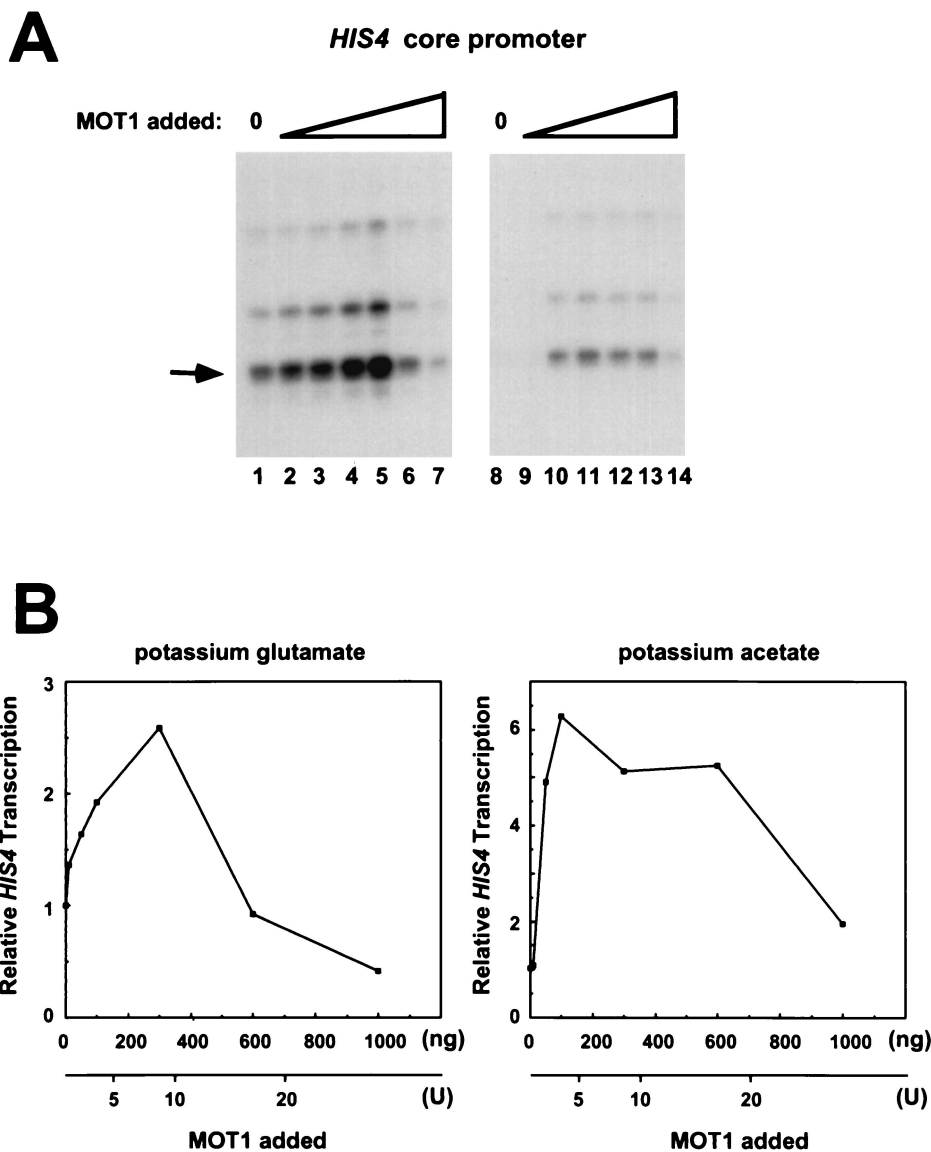 A
HIS4 core promoter
MOT1 added: 0 0
1 2 3 4 5 6 7 8 9 10 11 12 13 14
B
potassium glutamate
Relative HIS4 Transcription
3
2
1
0
0 200 400 600 800 1000 (ng)
5 10 20 (U)
MOT1 added
potassium acetate
Relative HIS4 Transcription
6
4
2
0
0 200 400 600 800 1000 (ng)
5 10 20 (U)
MOT1 added